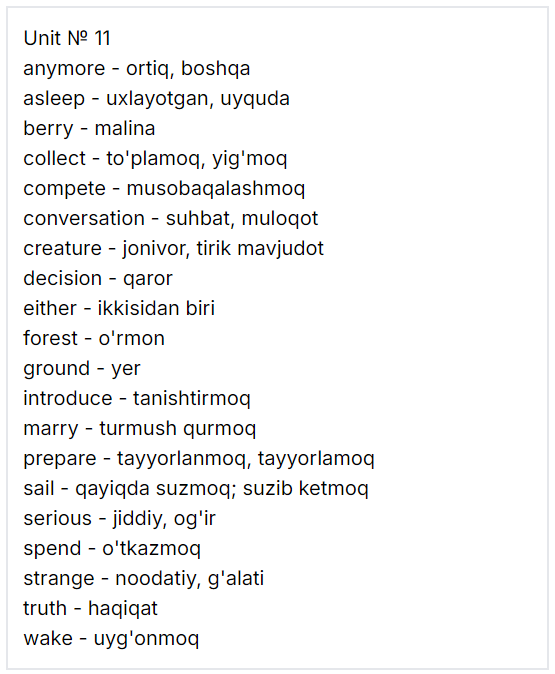 Unit № 11
anymore - ortiq, boshqa
asleep - uxlayotgan, uyquda
berry - malina
collect - to'plamoq, yig'moq
compete - musobaqalashmoq
conversation - suhbat, muloqot
creature - jonivor, tirik mavjudot
decision - qaror
either - ikkisidan biri
forest - o'rmon
ground - yer
introduce - tanishtirmoq
marry - turmush qurmoq
prepare - tayyorlanmoq, tayyorlamoq
sail - qayiqda suzmoq; suzib ketmoq
serious - jiddiy, og'ir
spend - o'tkazmoq
strange - noodatiy, g'alati
truth - haqiqat
wake - uyg'onmoq